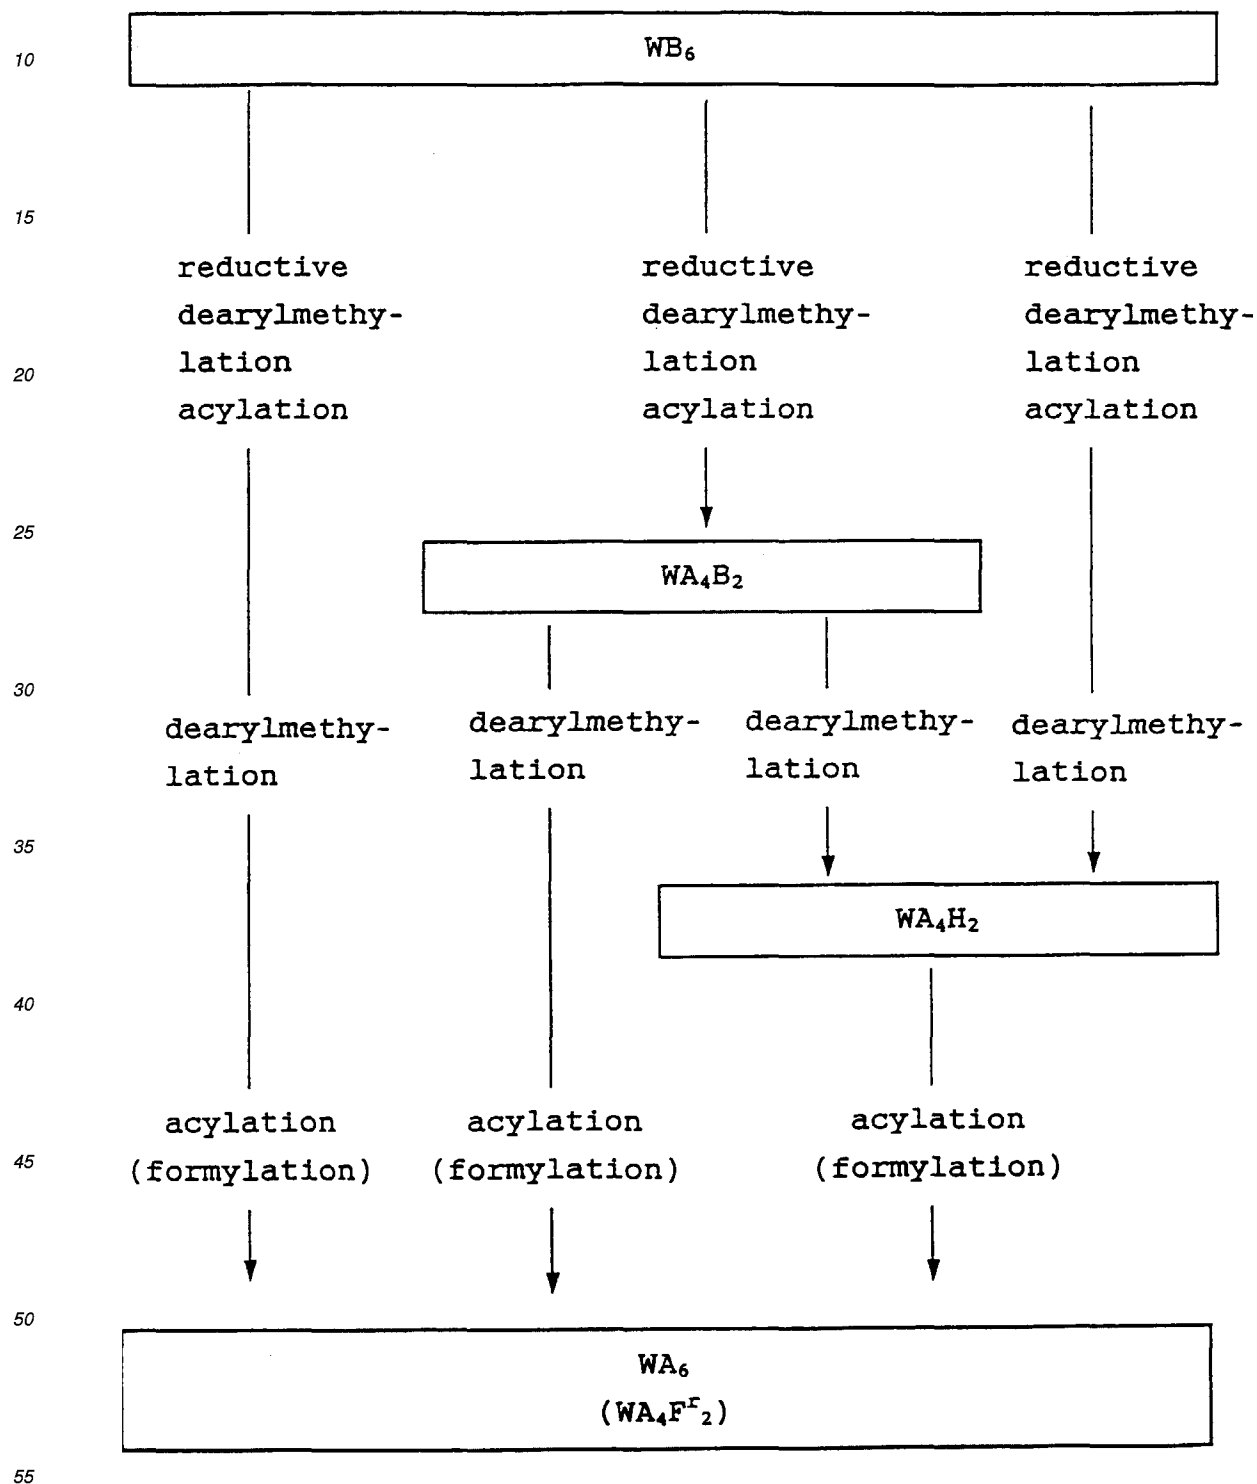 10
WB₆
15
reductive
dearylmethy-
lation
acylation
reductive
dearylmethy-
lation
acylation
reductive
dearylmethy-
lation
acylation
20
25
WA₄B₂
30
dearylmethy-
lation
dearylmethy-
lation
dearylmethy-
lation
dearylmethy-
lation
35
WA₄H₂
40
acylation
(formylation)
acylation
(formylation)
acylation
(formylation)
45
50
WA₆
(WA₄Fʳ₂)
55